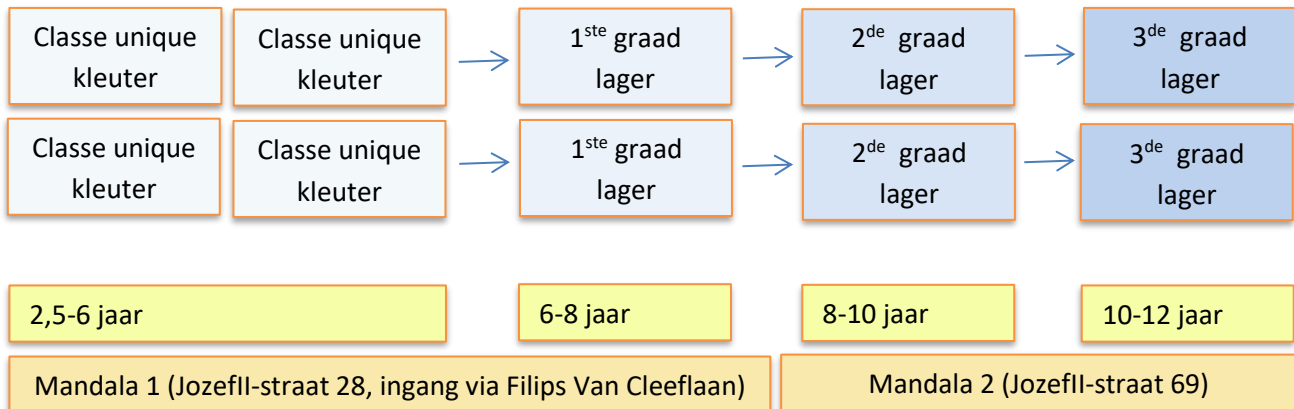 Classe unique
kleuter
Classe unique
kleuter
1ste graad
lager
2de graad
lager
3de graad
lager
Classe unique
kleuter
Classe unique
kleuter
1ste graad
lager
2de graad
lager
3de graad
lager
2,5-6 jaar
6-8 jaar
8-10 jaar
10-12 jaar
Mandala 1 (JozefII-straat 28, ingang via Filips Van Cleeflaan)
Mandala 2 (JozefII-straat 69)